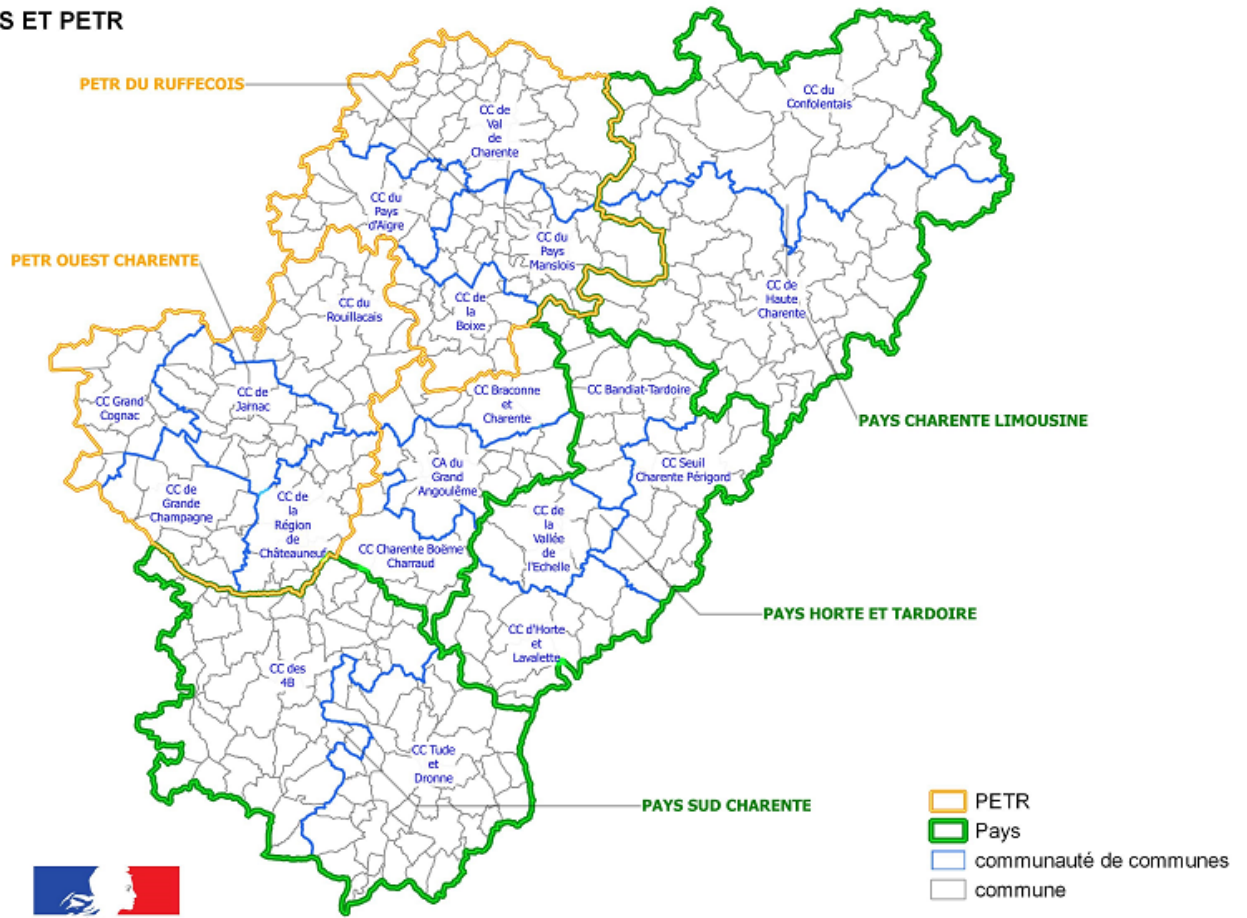 S ET PETR
PETR DU RUFFECOIS
CC du
Confolentais
CC de
Val
de
Charente
CC du
Pays
d'Aigre
CC du
Pays
Manslois
PETR OUEST CHARENTE
CC du
Rouillacais
CC de
la
Boixe
CC de
Haute
Charente
CC Grand
Cognac
CC de
Jarnac
CC Braconne
et
Charente
CC Bandiat-Tardoire
PAYS CHARENTE LIMOUSINE
CA du
Grand
Angoulême
CC Seuil
Charente Périgord
CC de
Grande
Champagne
CC de
la
Région
de
Châteauneuf
CC de
la
Vallée
de
l'Echelle
CC Charente Boëme
Charraud
PAYS HORTE ET TARDOIRE
CC d'Horte
et
Lavalette
CC des
4B
CC Tude
et
Dronne
PAYS SUD CHARENTE
PETR
Pays
communauté de communes
commune